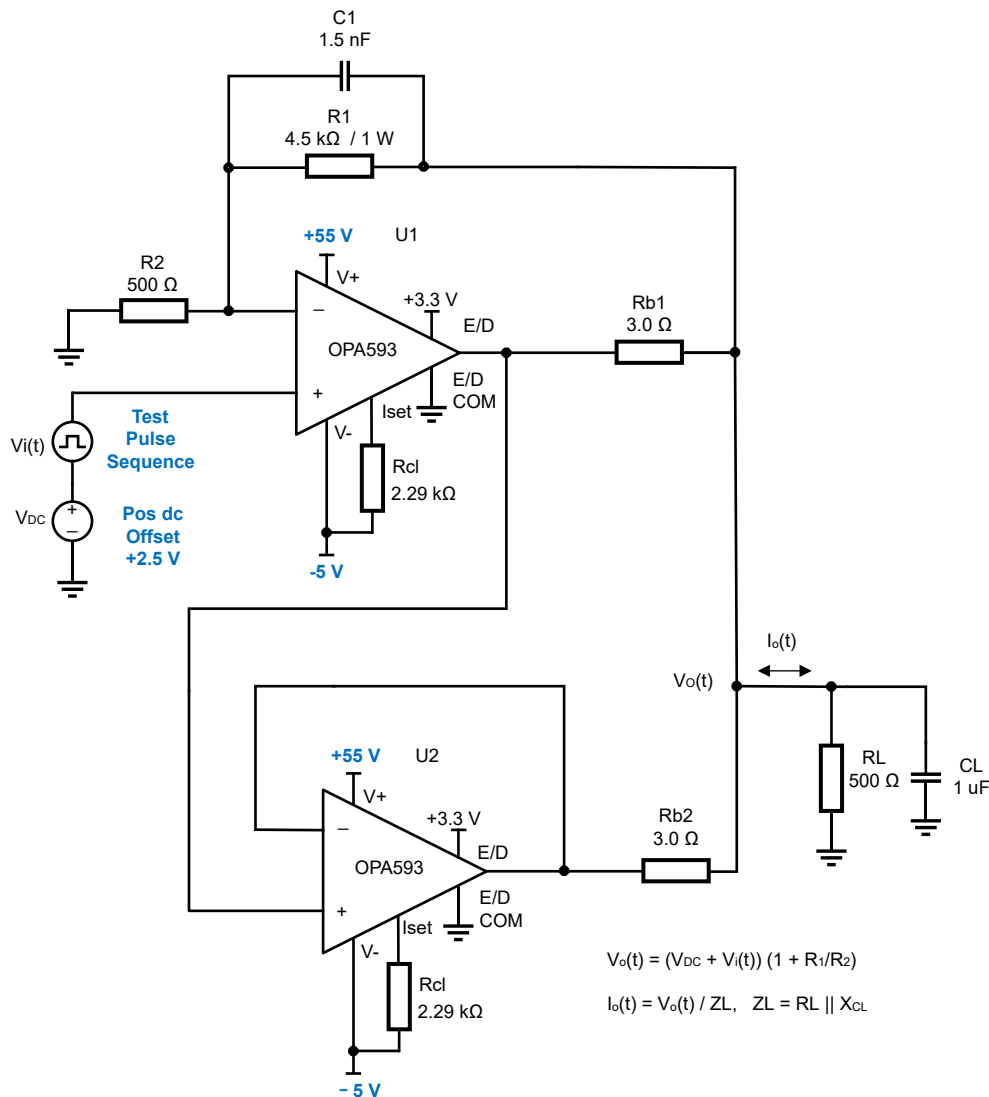 C1
1.5 nF
R1
4.5 kΩ / 1 W
+55 V
U1
V+
R2
500 Ω
+3.3 V
E/D
Rb1
3.0 Ω
−
OPA593
+
E/D
COM
Iset
V-
Vi(t)
Test
Pulse
Sequence
Rcl
2.29 kΩ
VDC
+
−
Pos dc
Offset
+2.5 V
-5 V
Io(t)
VO(t)
+55 V
U2
V+
RL
500 Ω
CL
1 uF
+3.3 V
−
E/D
Rb2
3.0 Ω
OPA593
+
E/D
COM
Iset
V-
Rcl
2.29 kΩ
− 5 V
Vo(t) = (VDC + Vi(t)) (1 + R1/R2)
Io(t) = Vo(t) / ZL, ZL = RL || XCL